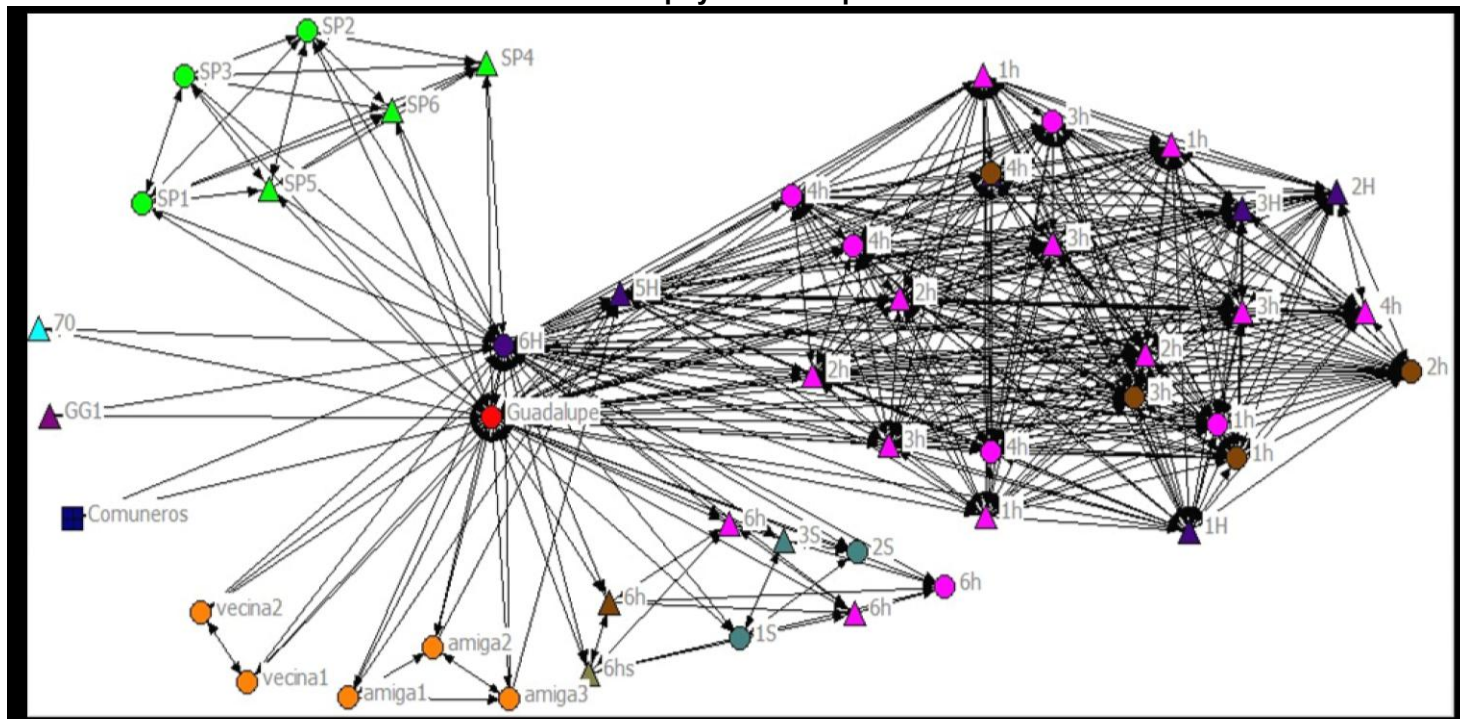 SP2
SP4
SP3
SP6
SP1
SP5
1h
3h
1h
4h
4h
3H
2H
4h
3h
5H
2h
3h
4h
70
6H
2h
2h
2h
GG1
Guadalupe
3h
1h
3h
4h
1h
Comuneros
1h
1H
6h
3S
2S
6h
vecina2
6h
6h
1S
amiga2
6hs
vecina1
amiga1
amiga3